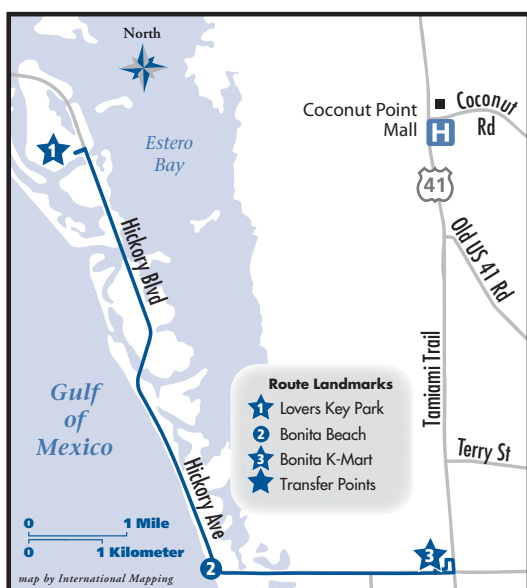 North
Coconut Point
Mall
H
Coconut
Rd
1
Estero
Bay
41
Old US 41 Rd
Hickory Blvd
Tamiami Trail
Gulf
of
Mexico
Route Landmarks
1 Lovers Key Park
2 Bonita Beach
3 Bonita K-Mart
Transfer Points
Hickory Ave
Terry St
0 1 Mile
0 1 Kilometer
2
3
map by International Mapping